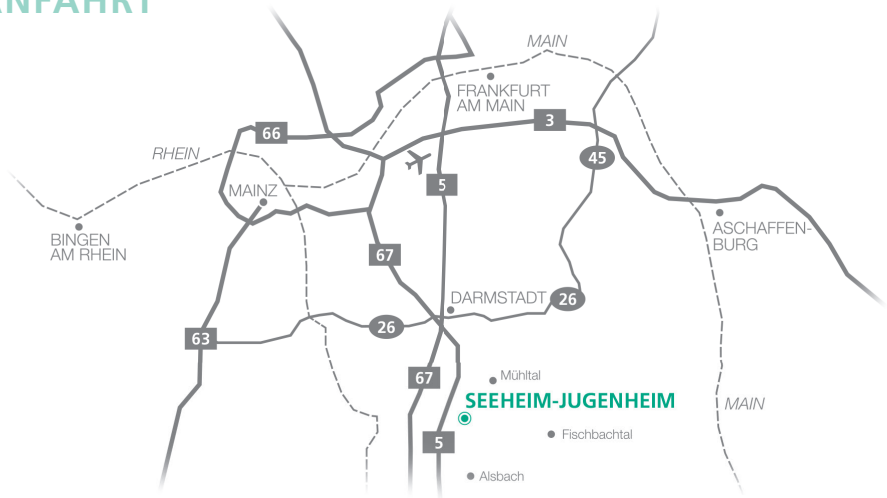 ANFAHRT
MAIN
FRANKFURT
AM MAIN
3
66
45
RHEIN
5
MAINZ
BINGEN
AM RHEIN
ASCHAFFEN-
BURG
67
DARMSTADT
26
26
63
Mühltal
67
SEEHEIM-JUGENHEIM
MAIN
5
Fischbachtal
Alsbach